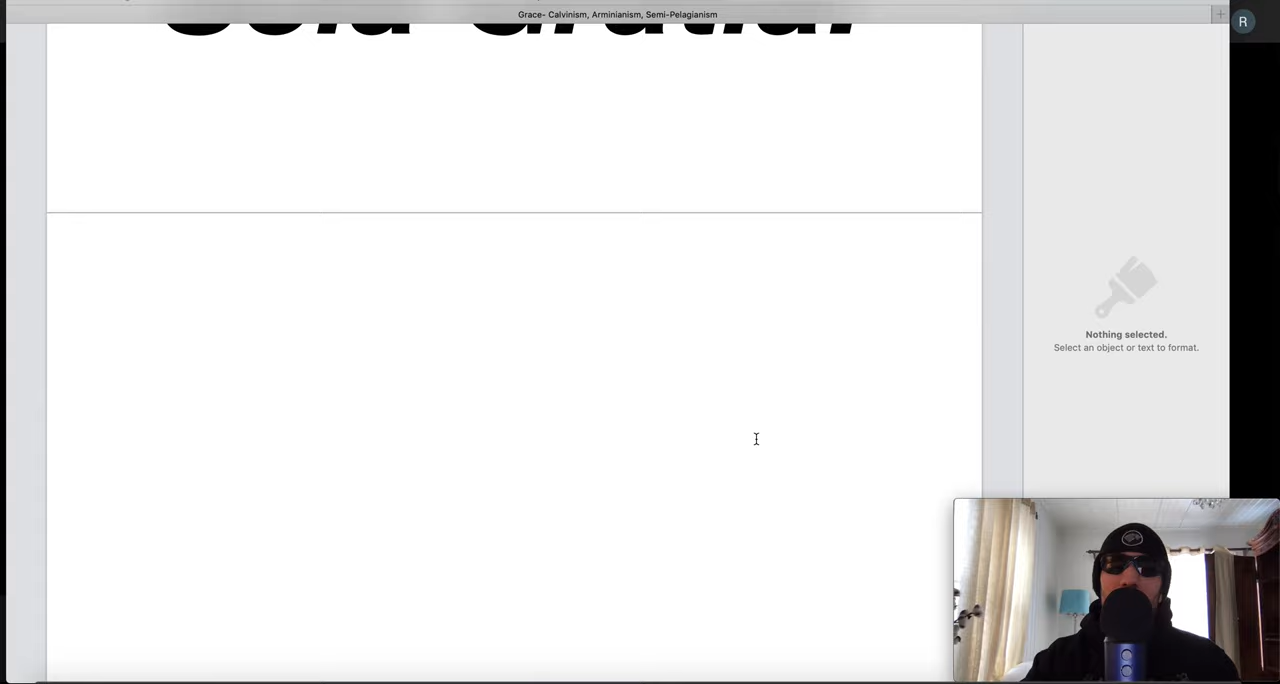 Grace- Calvinism, Arminianism, Semi-Pelagianism
R
Nothing selected.
Select an object or text to format.